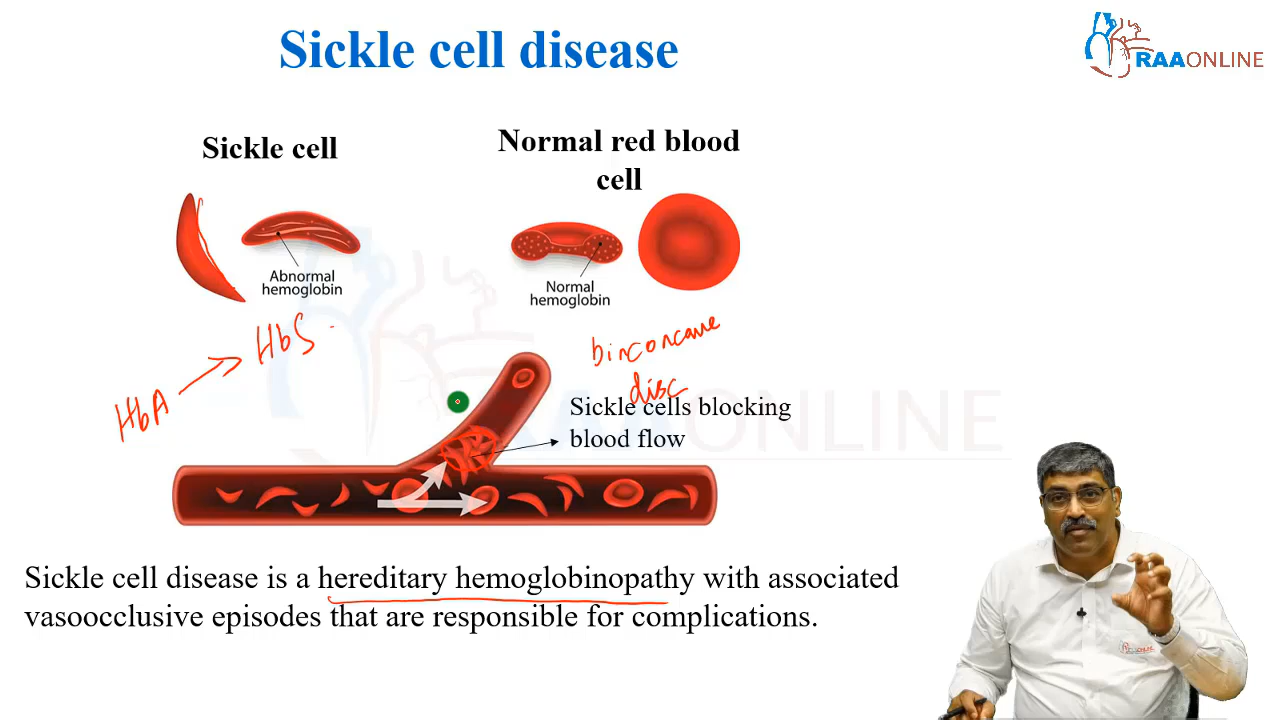 Sickle cell disease
RAAONLINE
Sickle cell
Normal red blood
cell
Abnormal
hemoglobin
Normal
hemoglobin
HbA → HbS
biconcave
disc
Sickle cells blocking
blood flow
RAAONLINE
Sickle cell disease is a hereditary hemoglobinopathy with associated
vasoocclusive episodes that are responsible for complications.